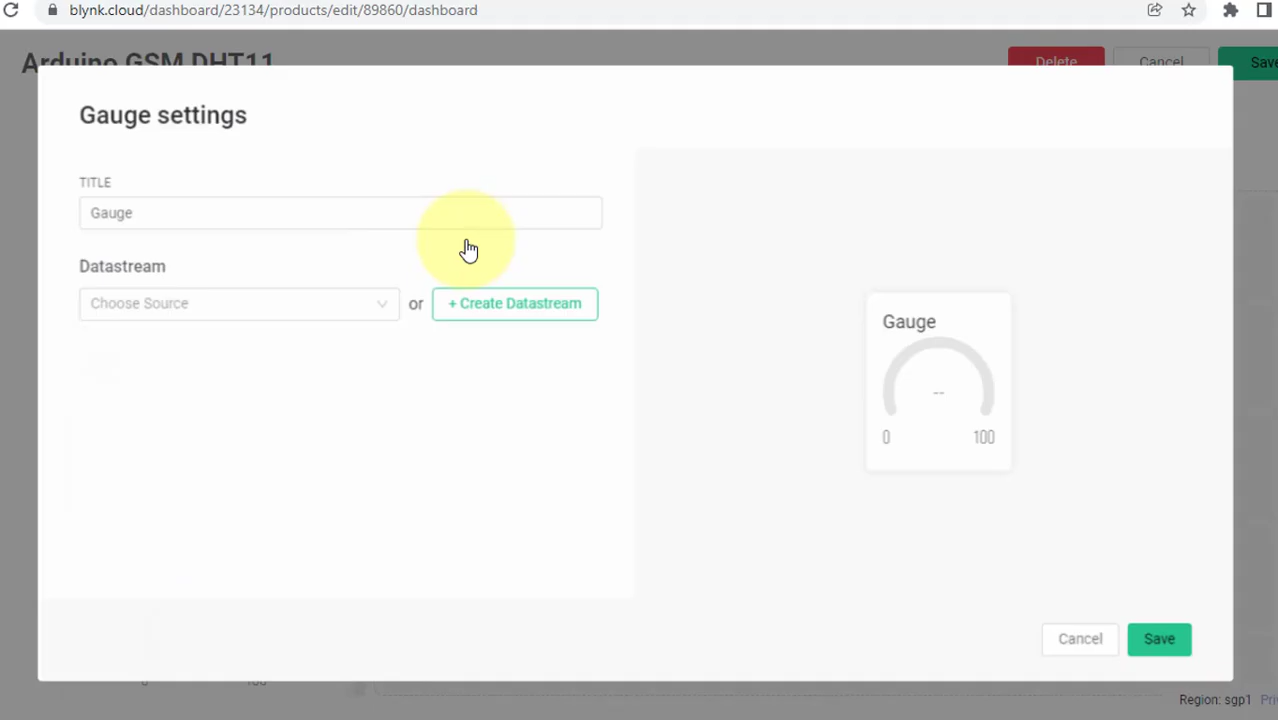 blynk.cloud/dashboard/23134/products/edit/89860/dashboard
Arduino GSM DHT11
Delete
Cancel
Save
Gauge settings
TITLE
Gauge
Datastream
Choose Source
or
+ Create Datastream
Gauge
--
0
100
Cancel
Save
Region: sgp1